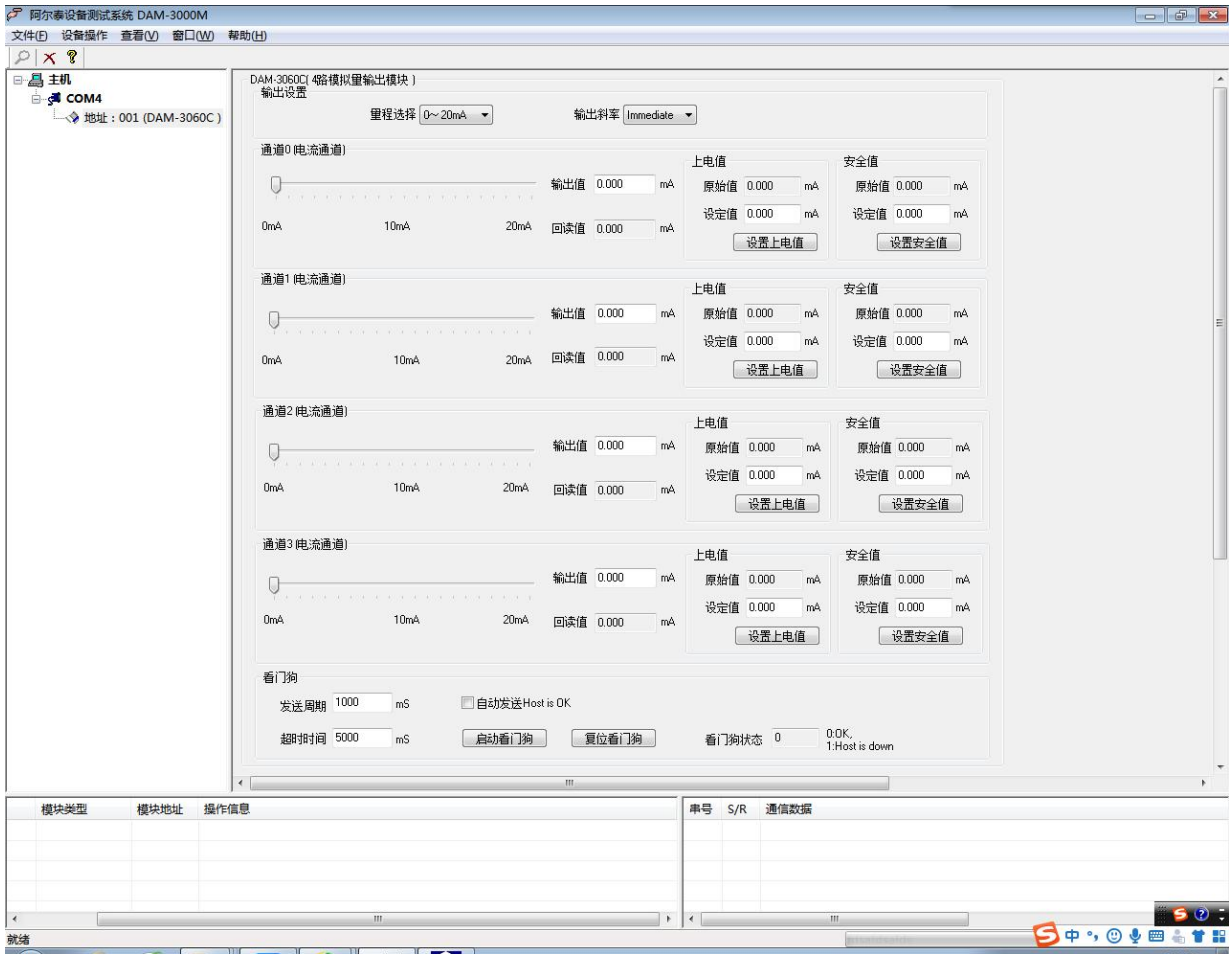 阿尔泰设备测试系统 DAM-3000M
文件(F) 设备操作 查看(V) 窗口(W) 帮助(H)
主机
COM4
地址：001 (DAM-3060C )
DAM-3060C( 4路模拟量输出模块 )
输出设置
量程选择 0～20mA 输出斜率 Immediate
通道0 (电流通道)
上电值 安全值
输出值 0.000 mA 原始值 0.000 mA 原始值 0.000 mA
设定值 0.000 mA 设定值 0.000 mA
0mA 10mA 20mA 回读值 0.000 mA
设置上电值 设置安全值
通道1 (电流通道)
上电值 安全值
输出值 0.000 mA 原始值 0.000 mA 原始值 0.000 mA
设定值 0.000 mA 设定值 0.000 mA
0mA 10mA 20mA 回读值 0.000 mA
设置上电值 设置安全值
通道2 (电流通道)
上电值 安全值
输出值 0.000 mA 原始值 0.000 mA 原始值 0.000 mA
设定值 0.000 mA 设定值 0.000 mA
0mA 10mA 20mA 回读值 0.000 mA
设置上电值 设置安全值
通道3 (电流通道)
上电值 安全值
输出值 0.000 mA 原始值 0.000 mA 原始值 0.000 mA
设定值 0.000 mA 设定值 0.000 mA
0mA 10mA 20mA 回读值 0.000 mA
设置上电值 设置安全值
看门狗
发送周期 1000 mS 自动发送Host is OK
超时时间 5000 mS 启动看门狗 复位看门狗 看门狗状态 0 0:OK,
1:Host is down
模块类型 模块地址 操作信息 串号 S/R 通信数据
就绪
中